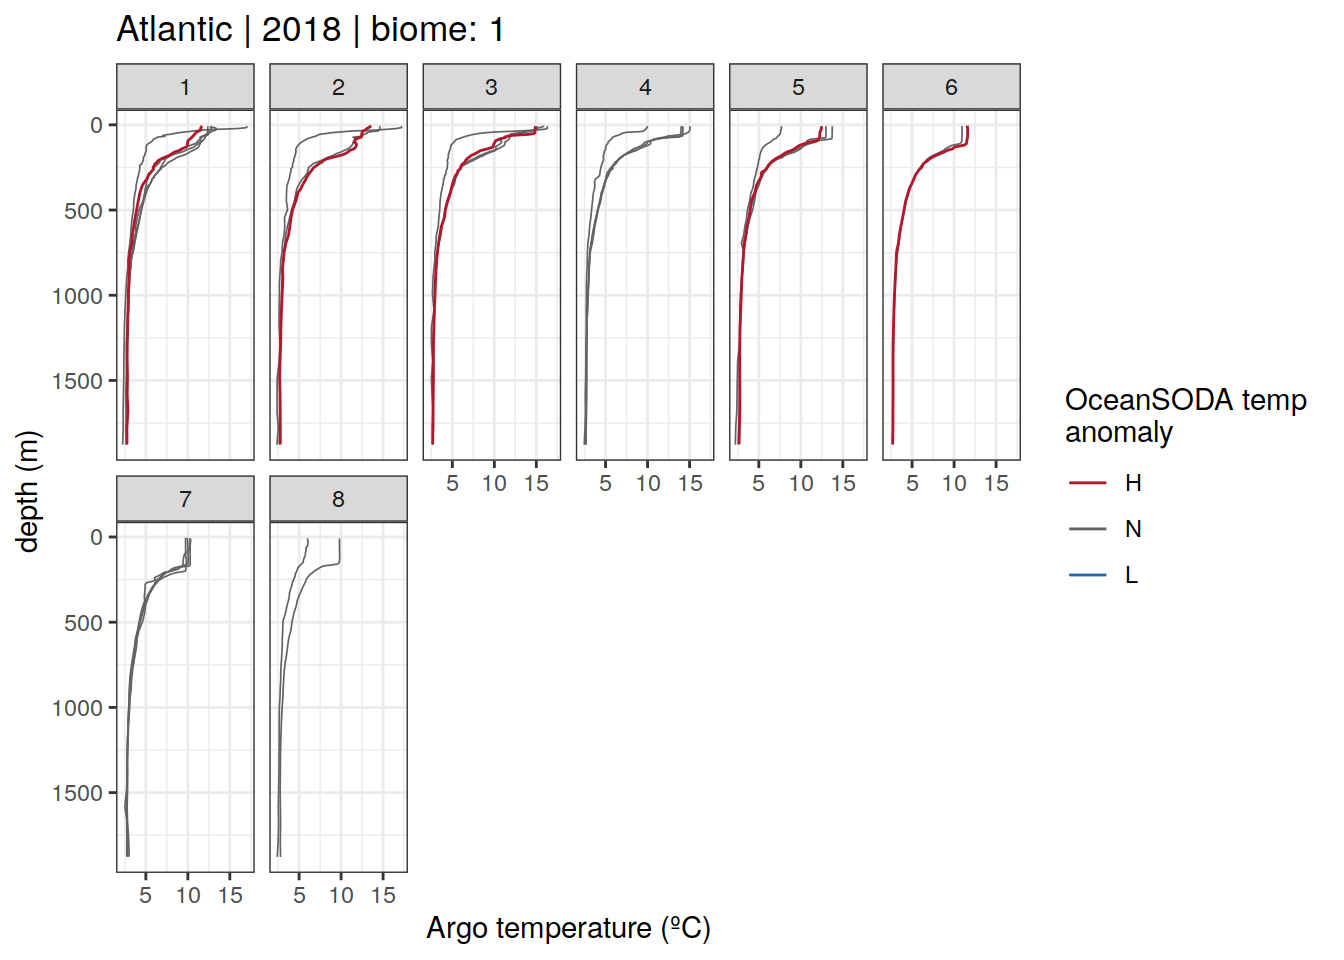 Atlantic | 2018 | biome: 1
1 2 3 4 5 6
0
500
1000
1500
5 10 15 5 10 15 5 10 15 5 10 15
7 8
0
500
1000
1500
5 10 15 5 10 15
depth (m)
Argo temperature (ºC)
OceanSODA temp
anomaly
H
N
L